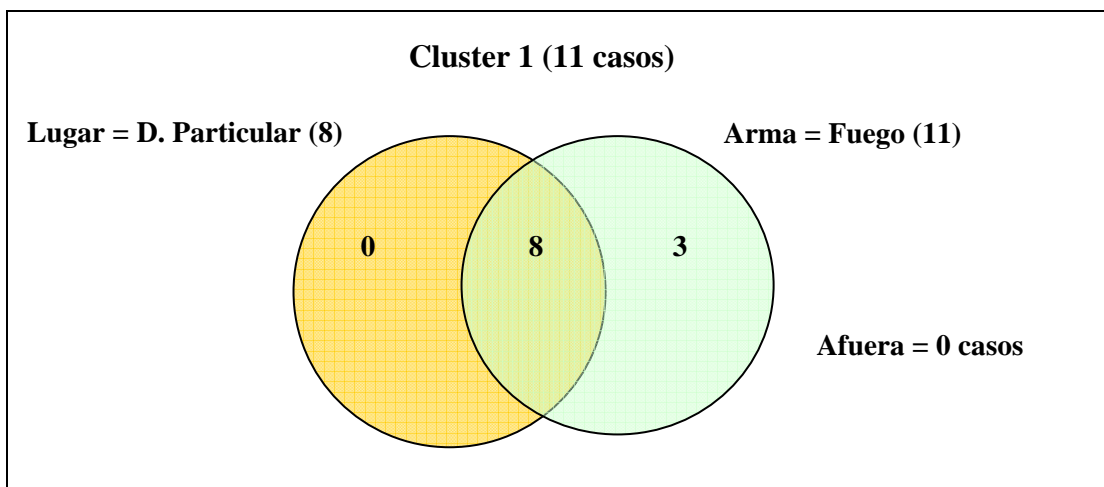 Cluster 1 (11 casos)
Lugar = D. Particular (8)
Arma = Fuego (11)
0
8
3
Afuera = 0 casos